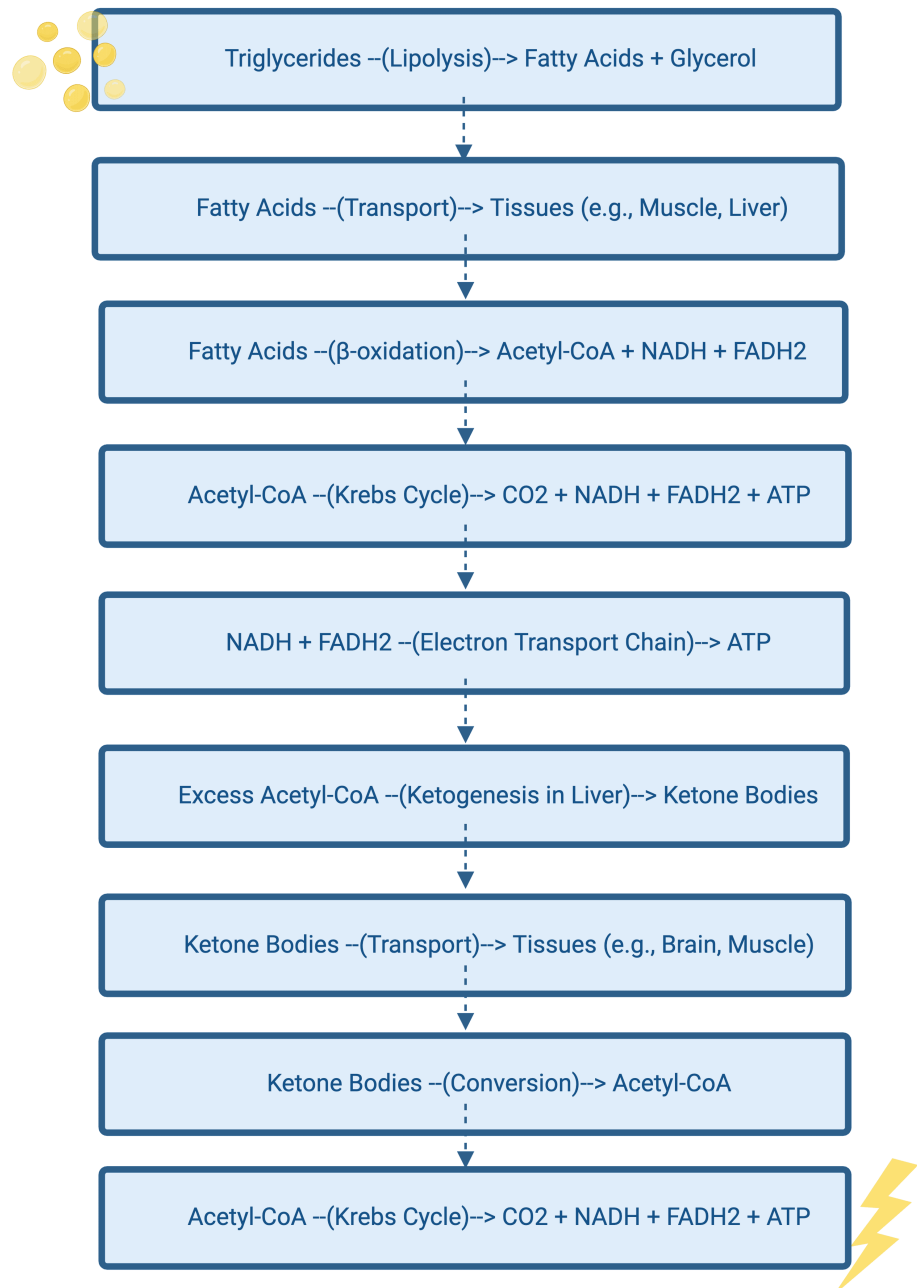 Triglycerides --(Lipolysis)--> Fatty Acids + Glycerol
Fatty Acids --(Transport)--> Tissues (e.g., Muscle, Liver)
Fatty Acids --(β-oxidation)--> Acetyl-CoA + NADH + FADH2
Acetyl-CoA --(Krebs Cycle)--> CO2 + NADH + FADH2 + ATP
NADH + FADH2 --(Electron Transport Chain)--> ATP
Excess Acetyl-CoA --(Ketogenesis in Liver)--> Ketone Bodies
Ketone Bodies --(Transport)--> Tissues (e.g., Brain, Muscle)
Ketone Bodies --(Conversion)--> Acetyl-CoA
Acetyl-CoA --(Krebs Cycle)--> CO2 + NADH + FADH2 + ATP